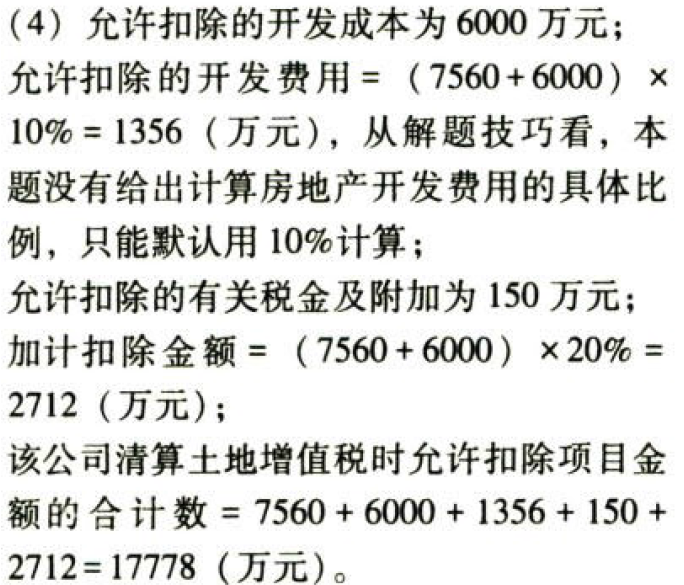 (4) 允许扣除的开发成本为 6000 万元;
允许扣除的开发费用 = (7560 + 6000) ×
10% = 1356 (万元), 从解题技巧看, 本
题没有给出计算房地产开发费用的具体比
例, 只能默认用 10%计算;
允许扣除的有关税金及附加为 150 万元;
加计扣除金额 = (7560 + 6000) × 20% =
2712 (万元);
该公司清算土地增值税时允许扣除项目金
额的合计数 = 7560 + 6000 + 1356 + 150 +
2712 = 17778 (万元)。